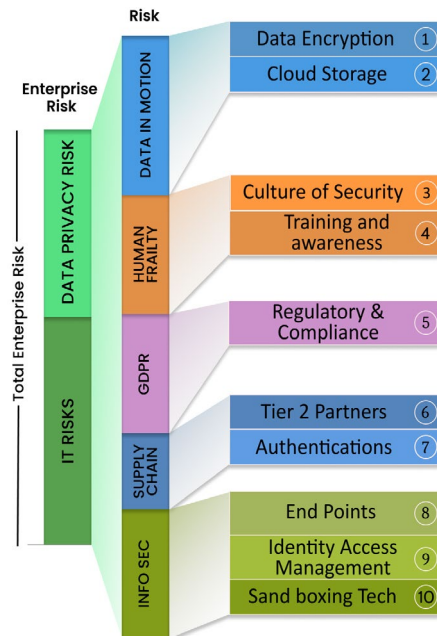 Risk
Enterprise
Risk
Total Enterprise Risk
DATA PRIVACY RISK
IT RISKS
DATA IN MOTION
HUMAN
FRAILTY
GDPR
SUPPLY
CHAIN
INFO SEC
Data Encryption 1
Cloud Storage 2
Culture of Security 3
Training and
awareness 4
Regulatory &
Compliance 5
Tier 2 Partners 6
Authentications 7
End Points 8
Identity Access
Management 9
Sand boxing Tech 10